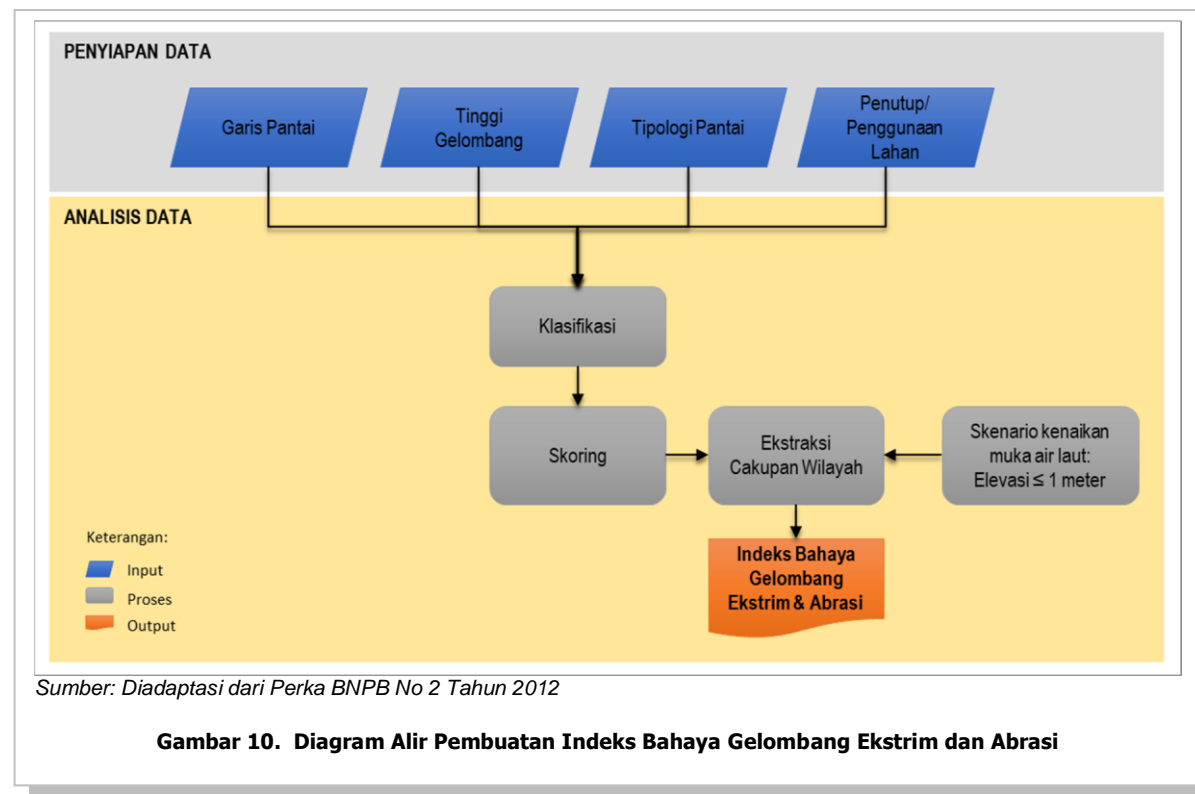 PENYIAPAN DATA
Garis Pantai
Tinggi
Gelombang
Tipologi Pantai
Penutup/
Penggunaan
Lahan
ANALISIS DATA
Klasifikasi
Skoring
Ekstraksi
Cakupan Wilayah
Skenario kenaikan
muka air laut:
Elevasi ≤ 1 meter
Indeks Bahaya
Gelombang
Ekstrim & Abrasi
Keterangan:
Input
Proses
Output
Sumber: Diadaptasi dari Perka BNPB No 2 Tahun 2012
Gambar 10. Diagram Alir Pembuatan Indeks Bahaya Gelombang Ekstrim dan Abrasi